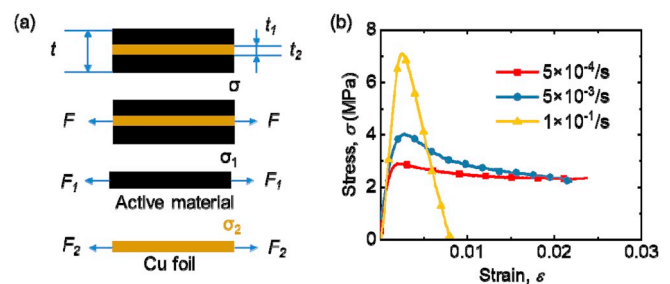 (a)
t
t₁
t₂
σ
F
F
σ₁
F₁
F₁
Active material
σ₂
F₂
F₂
Cu foil
(b)
Stress, σ (MPa)
8
6
4
2
0
5×10⁻⁴/s
5×10⁻³/s
1×10⁻¹/s
0.01
0.02
0.03
Strain, ε